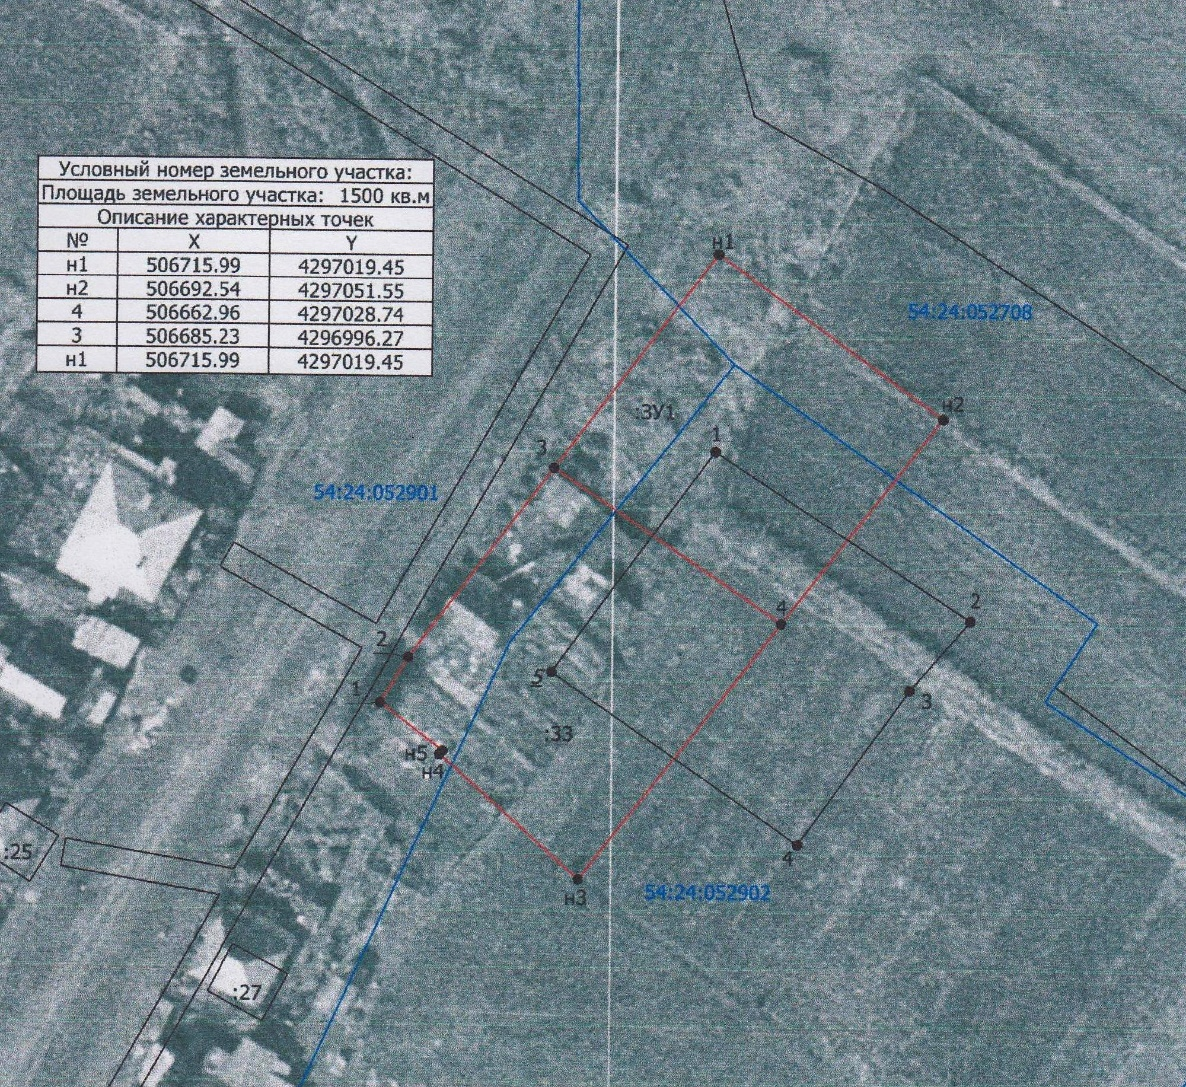 Условный номер земельного участка:
Площадь земельного участка: 1500 кв.м
Описание характерных точек
№ X Y
н1 506715.99 4297019.45
н2 506692.54 4297051.55
4 506662.96 4297028.74
3 506685.23 4296996.27
н1 506715.99 4297019.45
н1
54:24:052708
:ЗУ1
н2
1
3
54:24:052901
4
2
2
5
1
3
:33
н5
н4
4
:25
н3
54:24:052902
:27